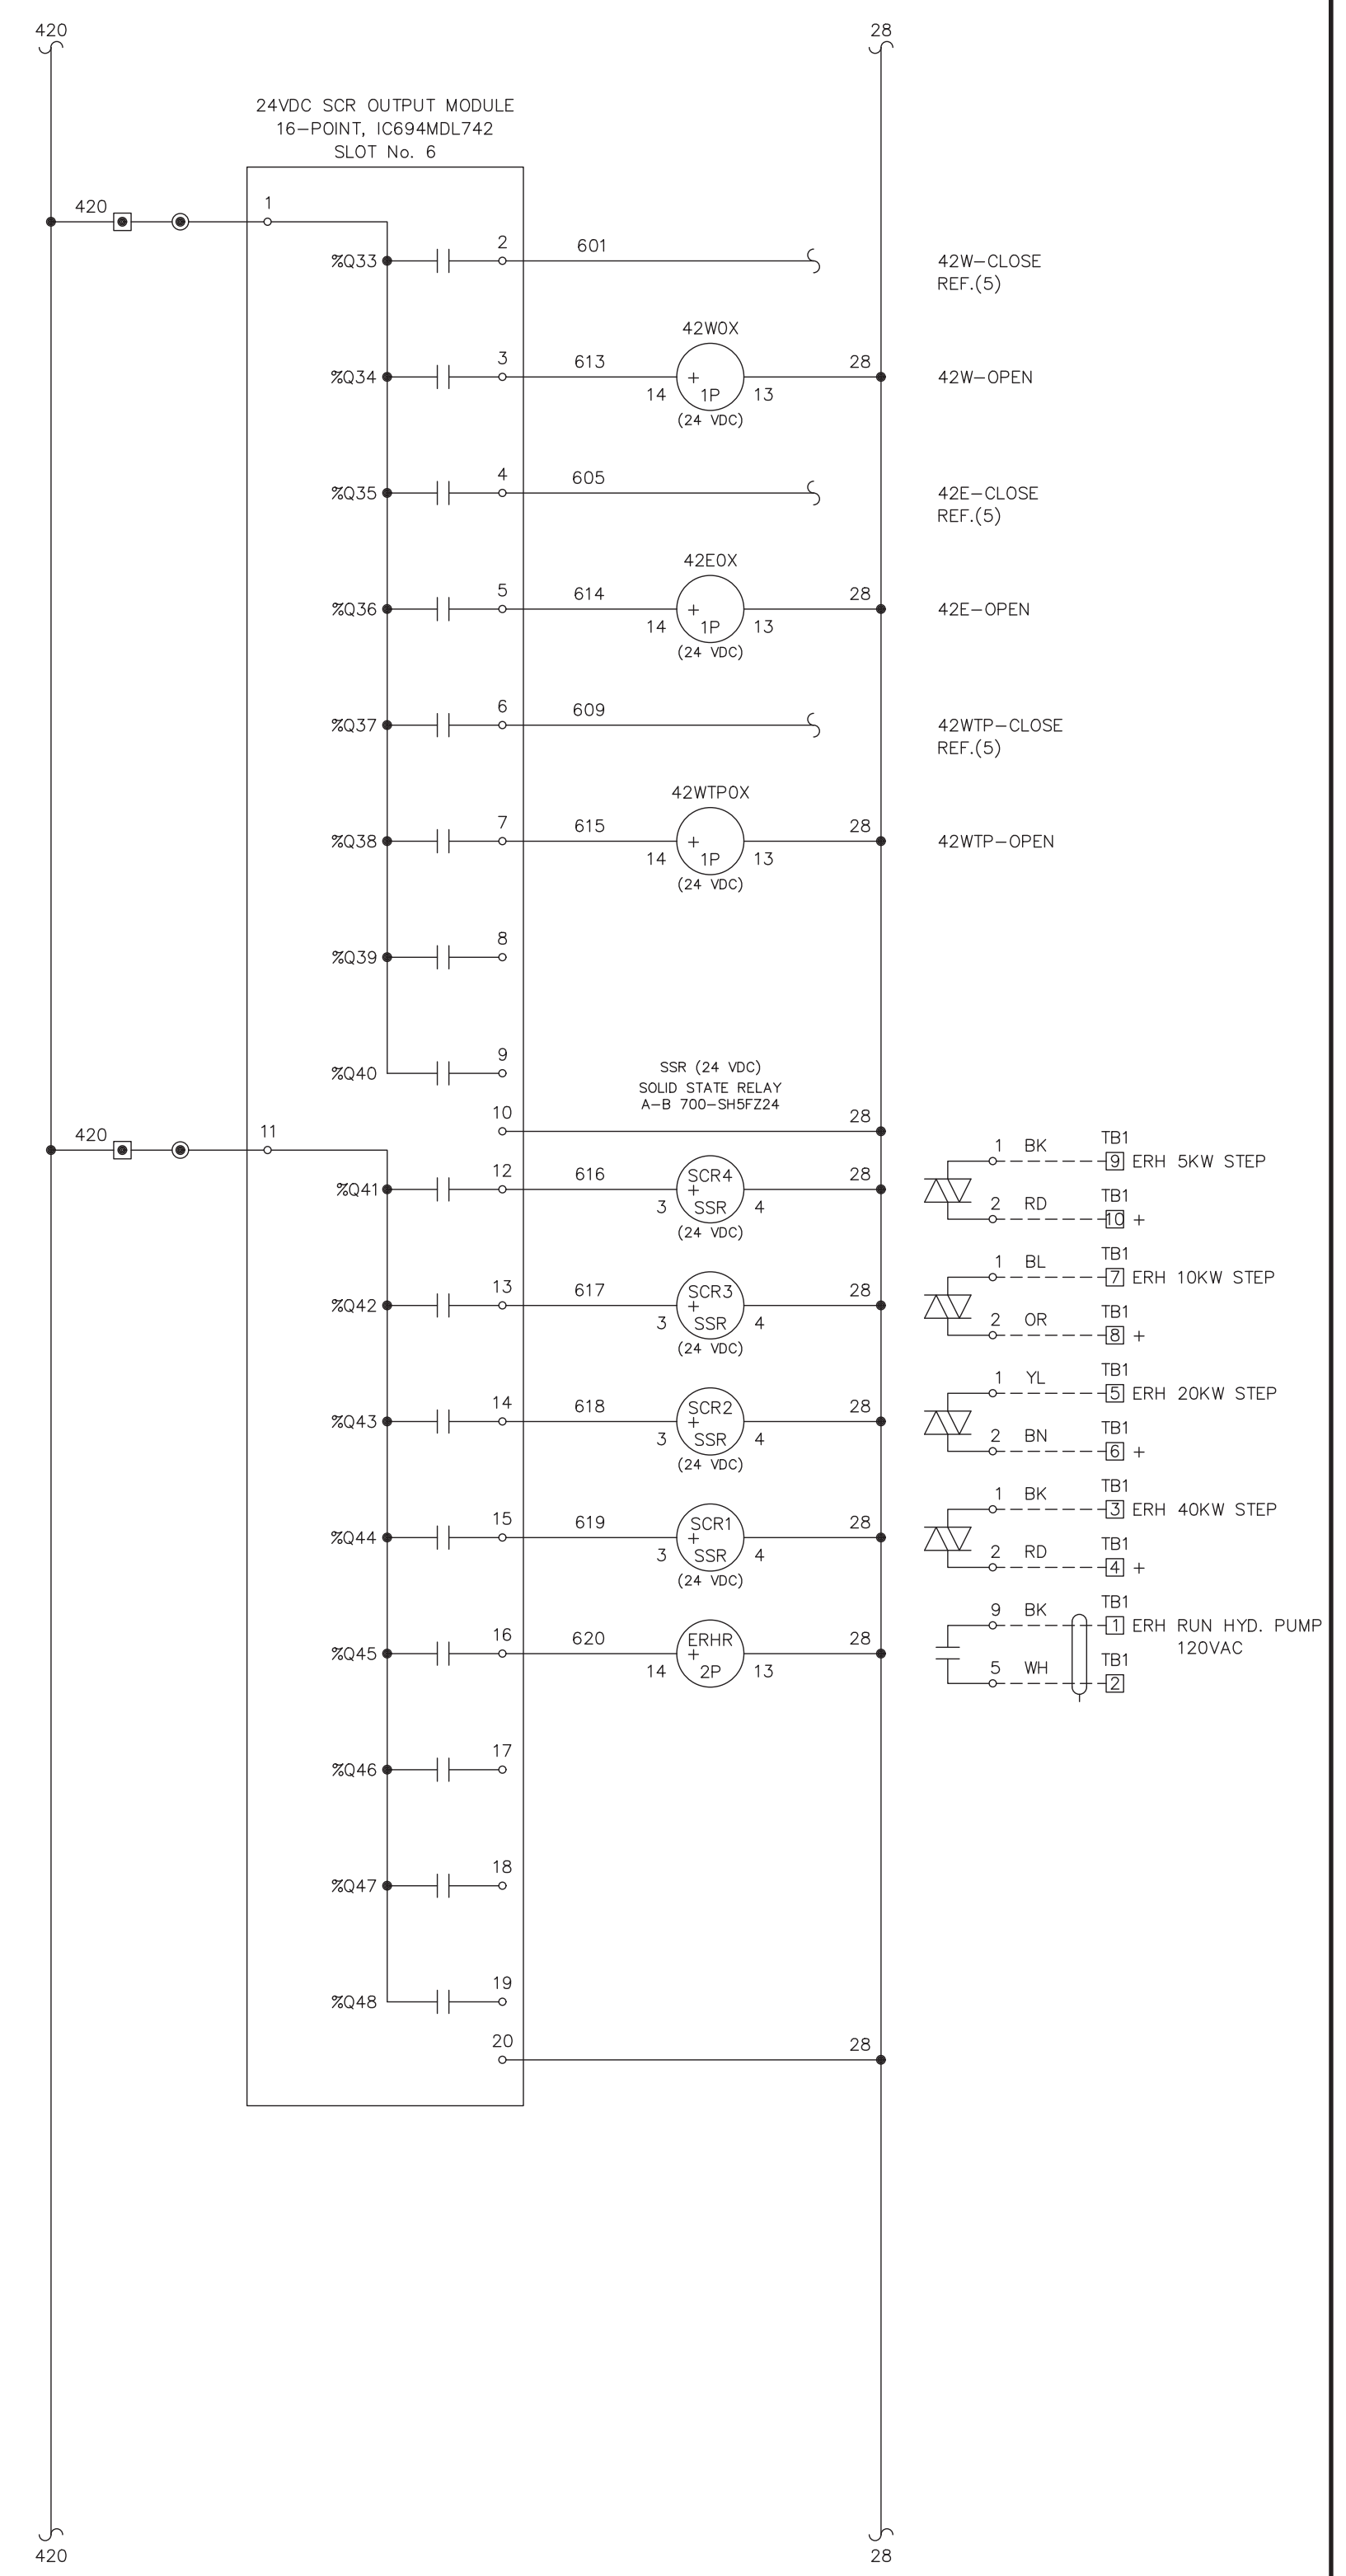 420 28
24VDC SCR OUTPUT MODULE
16-POINT, IC694MDL742
SLOT No. 6
420 1
%Q33 2 601 42W-CLOSE
REF.(5)
42W0X
%Q34 3 613 14 + 1P 13 28 42W-OPEN
(24 VDC)
%Q35 4 605 42E-CLOSE
REF.(5)
42E0X
%Q36 5 614 14 + 1P 13 28 42E-OPEN
(24 VDC)
%Q37 6 609 42WTP-CLOSE
REF.(5)
42WTP0X
%Q38 7 615 14 + 1P 13 28 42WTP-OPEN
(24 VDC)
%Q39 8
%Q40 9
SSR (24 VDC)
SOLID STATE RELAY
A-B 700-SH5FZ24
10 28
420 11
1 BK TB1 9 ERH 5KW STEP
%Q41 12 616 3 SCR4 + SSR 4 28
(24 VDC)
2 RD TB1 10 +
1 BL TB1 7 ERH 10KW STEP
%Q42 13 617 3 SCR3 + SSR 4 28
(24 VDC)
2 OR TB1 8 +
1 YL TB1 5 ERH 20KW STEP
%Q43 14 618 3 SCR2 + SSR 4 28
(24 VDC)
2 BN TB1 6 +
1 BK TB1 3 ERH 40KW STEP
%Q44 15 619 3 SCR1 + SSR 4 28
(24 VDC)
2 RD TB1 4 +
9 BK TB1 1 ERH RUN HYD. PUMP
120VAC
%Q45 16 620 14 ERHR + 2P 13 28
5 WH TB1 2
%Q46 17
%Q47 18
%Q48 19
20 28
420 28